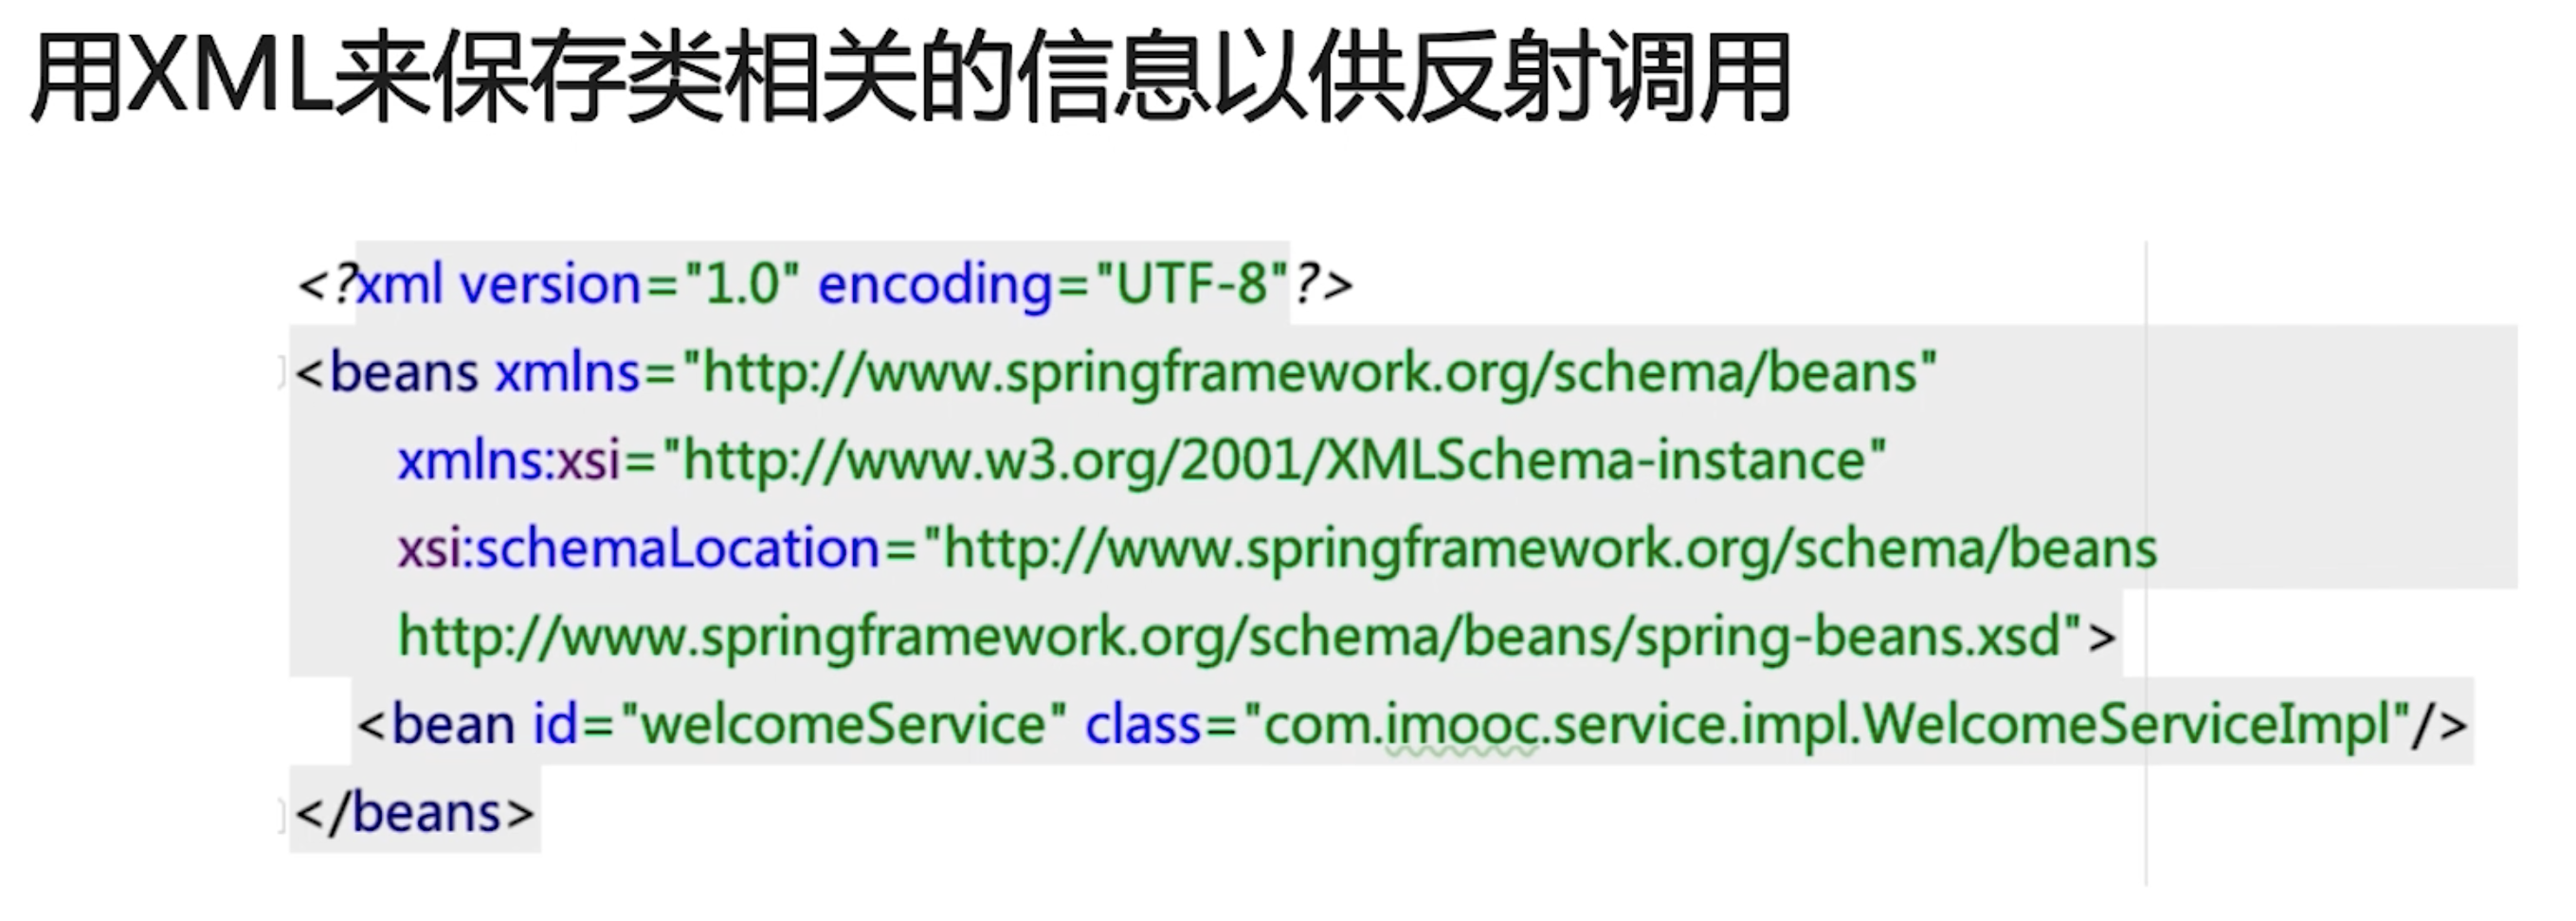 用XML来保存类相关的信息以供反射调用
<?xml version="1.0" encoding="UTF-8"?>
<beans xmlns="http://www.springframework.org/schema/beans"
xmlns:xsi="http://www.w3.org/2001/XMLSchema-instance"
xsi:schemaLocation="http://www.springframework.org/schema/beans
http://www.springframework.org/schema/beans/spring-beans.xsd">
<bean id="welcomeService" class="com.imooc.service.impl.WelcomeServiceImpl"/>
</beans>